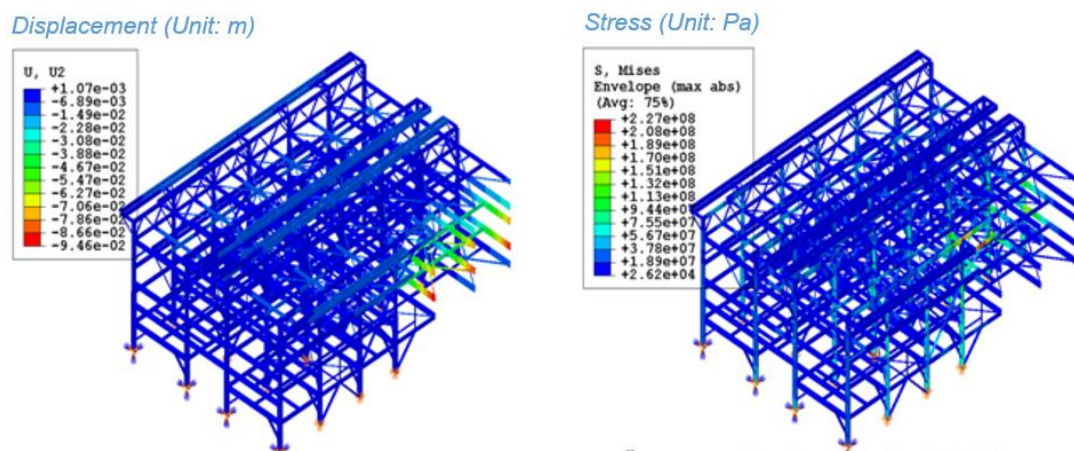 Displacement (Unit: m)
U, U2
+1.07e-03
-6.89e-03
-1.49e-02
-2.28e-02
-3.08e-02
-3.88e-02
-4.67e-02
-5.47e-02
-6.27e-02
-7.06e-02
-7.86e-02
-8.66e-02
-9.46e-02
Stress (Unit: Pa)
S, Mises
Envelope (max abs)
(Avg: 75%)
+2.27e+08
+2.08e+08
+1.89e+08
+1.70e+08
+1.51e+08
+1.32e+08
+1.13e+08
+9.44e+07
+7.55e+07
+5.67e+07
+3.78e+07
+1.89e+07
+2.62e+04